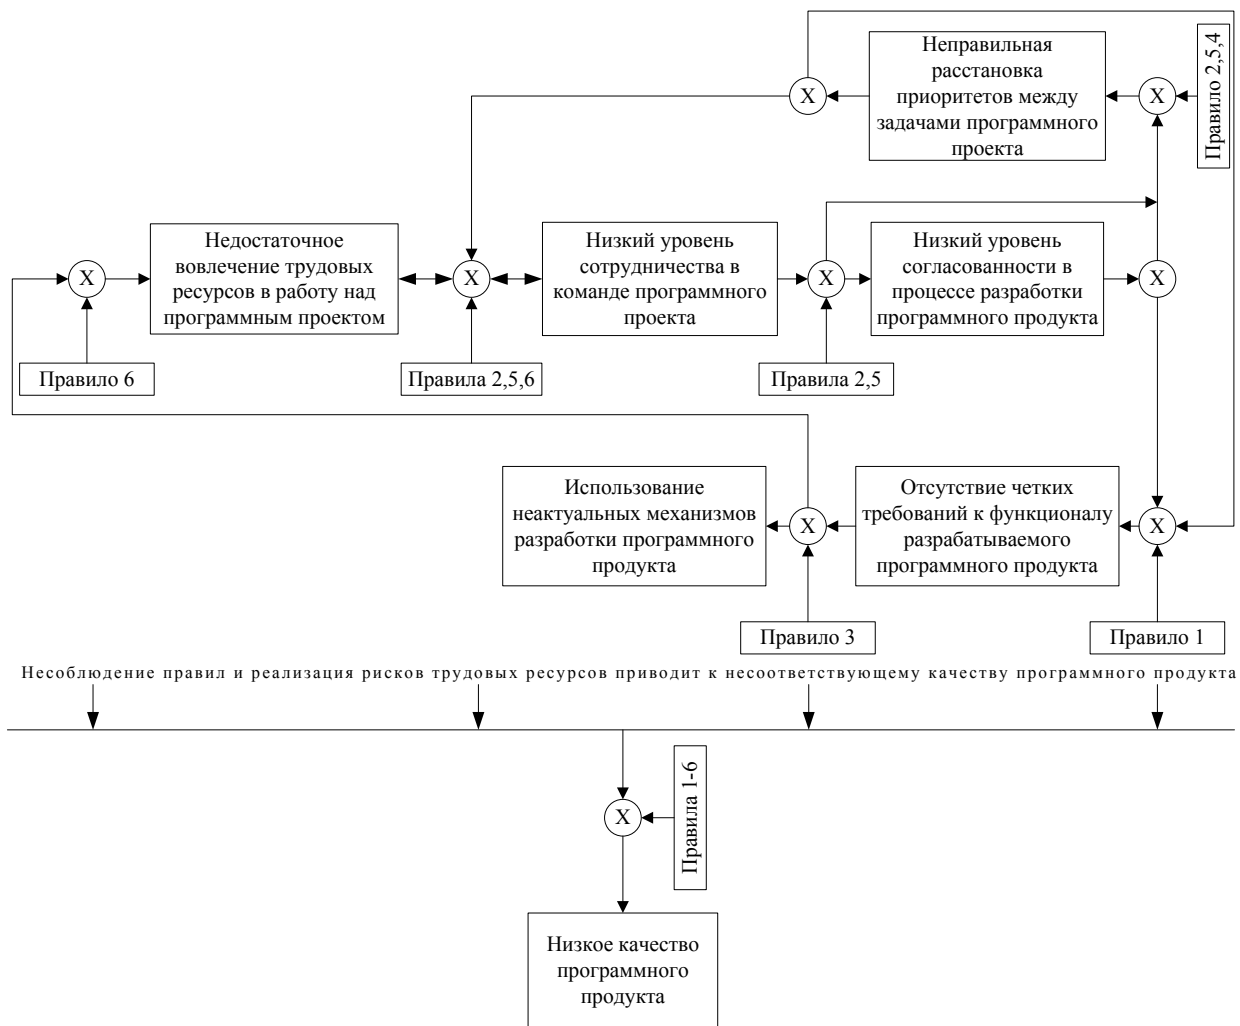 Неправильная
расстановка
приоритетов между
задачами программного
проекта
X
X
Правило 2,5,4
Недостаточное
вовлечение трудовых
ресурсов в работу над
программным проектом
Низкий уровень
сотрудничества в
команде программного
проекта
Низкий уровень
согласованности в
процессе разработки
программного продукта
X
X
X
X
Правило 6
Правила 2,5,6
Правила 2,5
Использование
неактуальных механизмов
разработки программного
продукта
Отсутствие четких
требований к функционалу
разрабатываемого
программного продукта
X
X
Правило 3
Правило 1
Несоблюдение правил и реализация рисков трудовых ресурсов приводит к несоответствующему качеству программного продукта
X
Правила 1-6
Низкое качество
программного
продукта